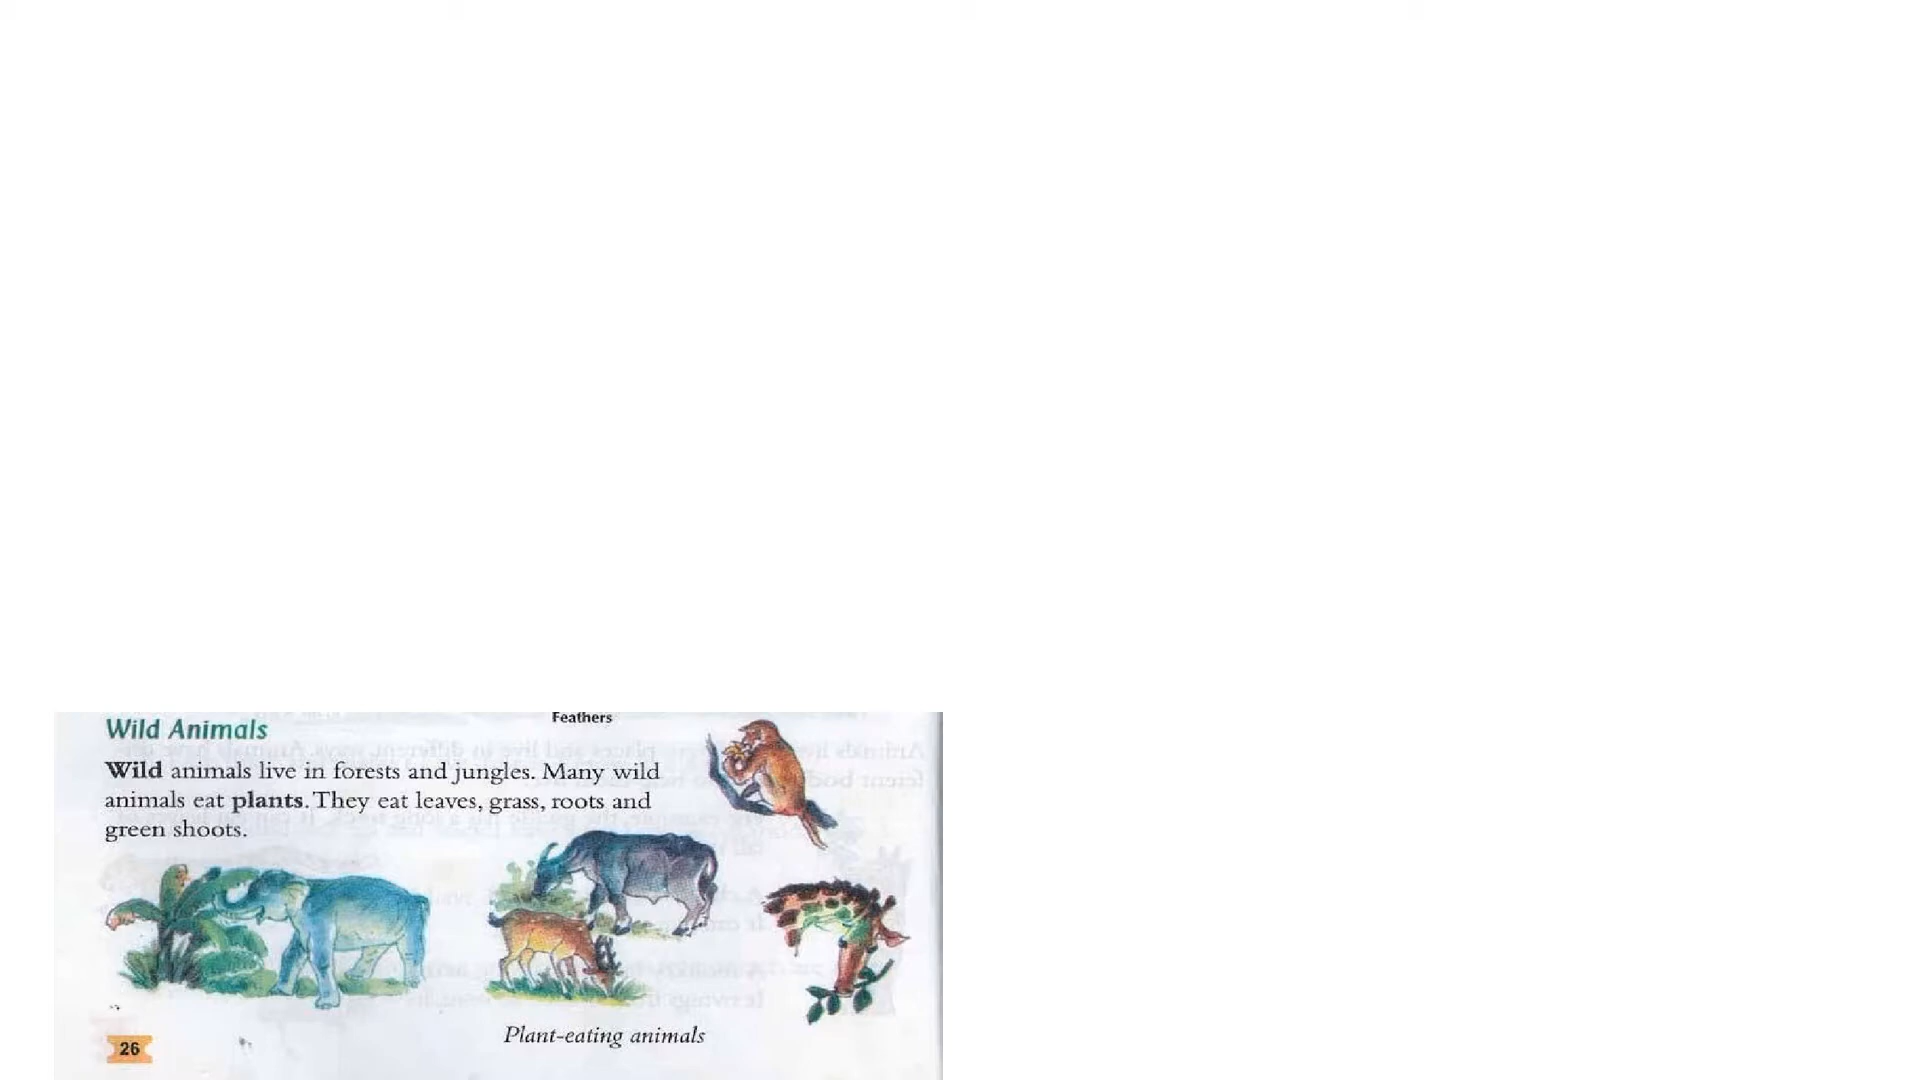 Feathers
Wild Animals
Wild animals live in forests and jungles. Many wild
animals eat plants. They eat leaves, grass, roots and
green shoots.
Plant-eating animals
26